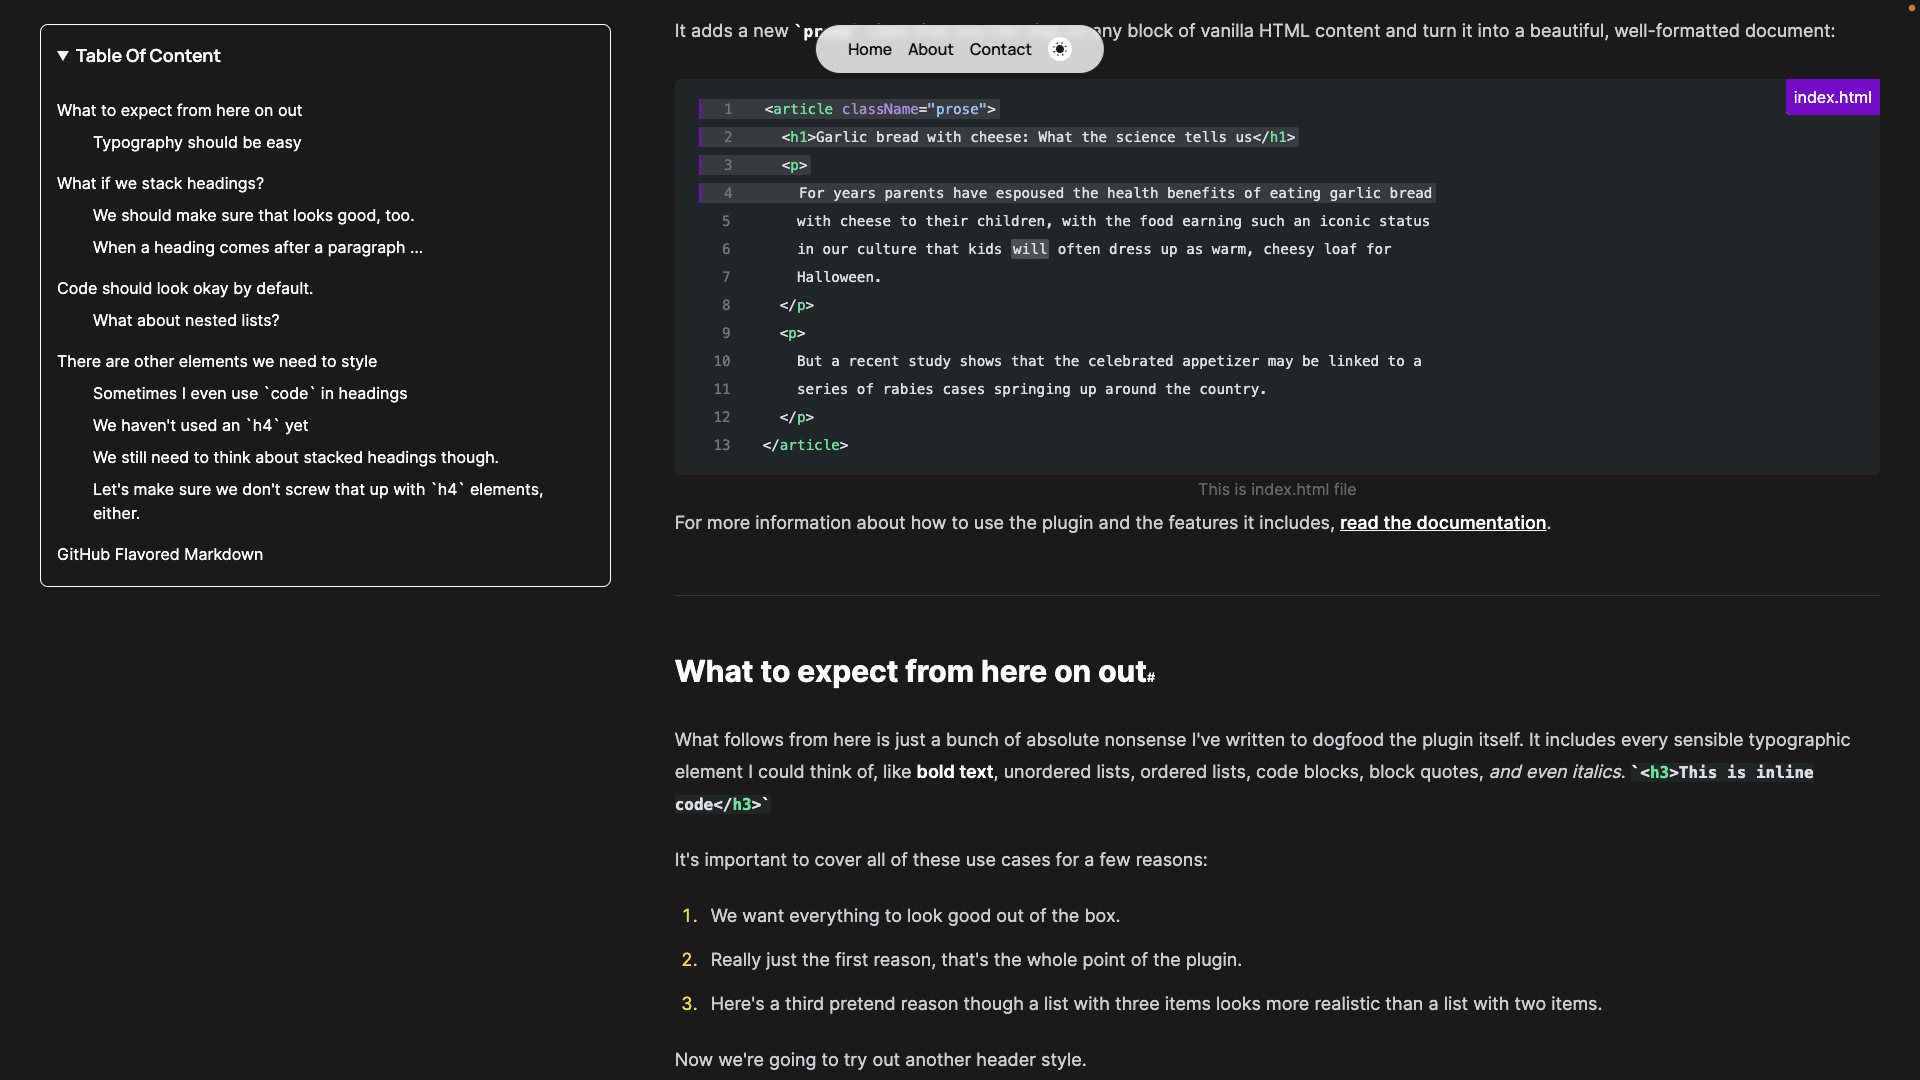 Home About Contact
▼ Table Of Content
What to expect from here on out
Typography should be easy
What if we stack headings?
We should make sure that looks good, too.
When a heading comes after a paragraph ...
Code should look okay by default.
What about nested lists?
There are other elements we need to style
Sometimes I even use `code` in headings
We haven't used an `h4` yet
We still need to think about stacked headings though.
Let's make sure we don't screw that up with `h4` elements,
either.
GitHub Flavored Markdown
It adds a new any block of vanilla HTML content and turn it into a beautiful, well-formatted document:
index.html
1 <article className="prose">
2 <h1>Garlic bread with cheese: What the science tells us</h1>
3 <p>
4 For years parents have espoused the health benefits of eating garlic bread
5 with cheese to their children, with the food earning such an iconic status
6 in our culture that kids will often dress up as warm, cheesy loaf for
7 Halloween.
8 </p>
9 <p>
10 But a recent study shows that the celebrated appetizer may be linked to a
11 series of rabies cases springing up around the country.
12 </p>
13 </article>
This is index.html file
For more information about how to use the plugin and the features it includes, read the documentation.
What to expect from here on out#
What follows from here is just a bunch of absolute nonsense I've written to dogfood the plugin itself. It includes every sensible typographic
element I could think of, like bold text, unordered lists, ordered lists, code blocks, block quotes, and even italics. `<h3>This is inline
code</h3>`
It's important to cover all of these use cases for a few reasons:
1. We want everything to look good out of the box.
2. Really just the first reason, that's the whole point of the plugin.
3. Here's a third pretend reason though a list with three items looks more realistic than a list with two items.
Now we're going to try out another header style.